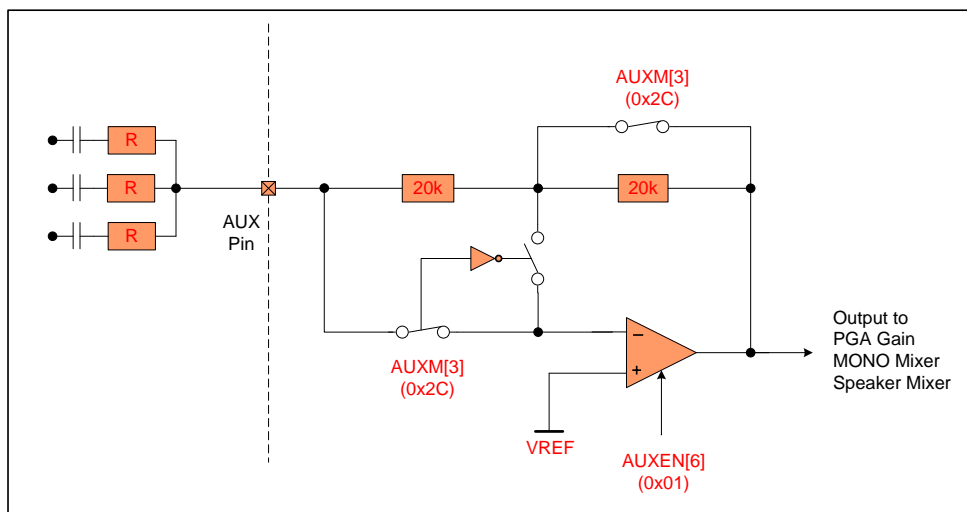 AUXM[3]
(0x2C)
R
R
R
20k
20k
AUX
Pin
AUXM[3]
(0x2C)
−
+
VREF
AUXEN[6]
(0x01)
Output to
PGA Gain
MONO Mixer
Speaker Mixer